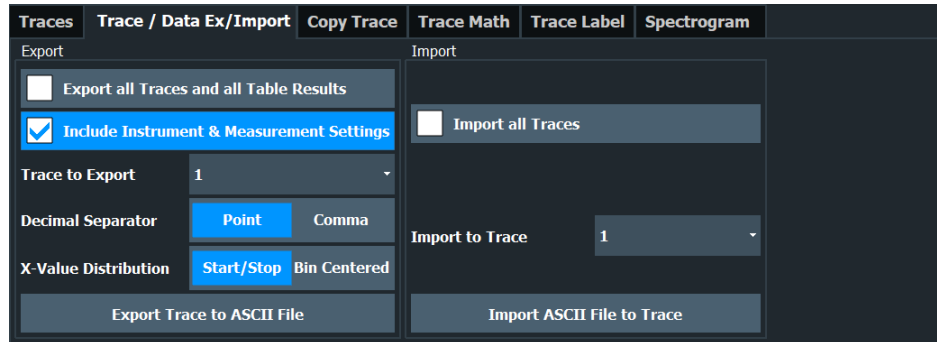 Traces Trace / Data Ex/Import Copy Trace Trace Math Trace Label Spectrogram
Export
Export all Traces and all Table Results
Include Instrument & Measurement Settings
Trace to Export 1
Decimal Separator Point Comma
X-Value Distribution Start/Stop Bin Centered
Export Trace to ASCII File
Import
Import all Traces
Import to Trace 1
Import ASCII File to Trace